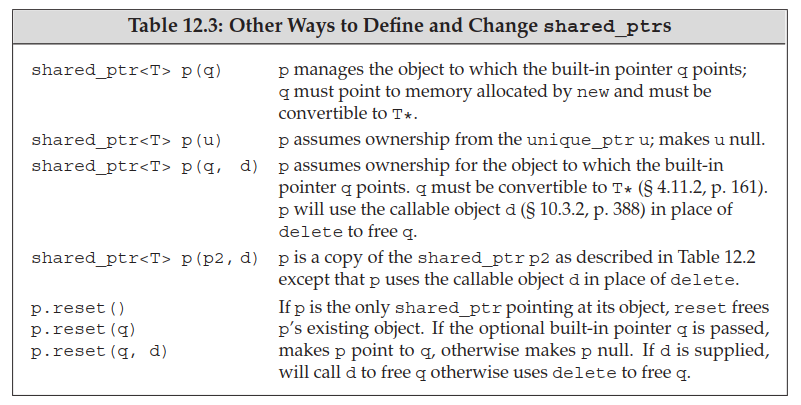 Table 12.3: Other Ways to Define and Change shared_ptrs
shared_ptr<T> p(q) p manages the object to which the built-in pointer q points;
q must point to memory allocated by new and must be
convertible to T*.
shared_ptr<T> p(u) p assumes ownership from the unique_ptr u; makes u null.
shared_ptr<T> p(q, d) p assumes ownership for the object to which the built-in
pointer q points. q must be convertible to T* (§ 4.11.2, p. 161).
p will use the callable object d (§ 10.3.2, p. 388) in place of
delete to free q.
shared_ptr<T> p(p2, d) p is a copy of the shared_ptr p2 as described in Table 12.2
except that p uses the callable object d in place of delete.
p.reset() If p is the only shared_ptr pointing at its object, reset frees
p.reset(q) p's existing object. If the optional built-in pointer q is passed,
p.reset(q, d) makes p point to q, otherwise makes p null. If d is supplied,
will call d to free q otherwise uses delete to free q.